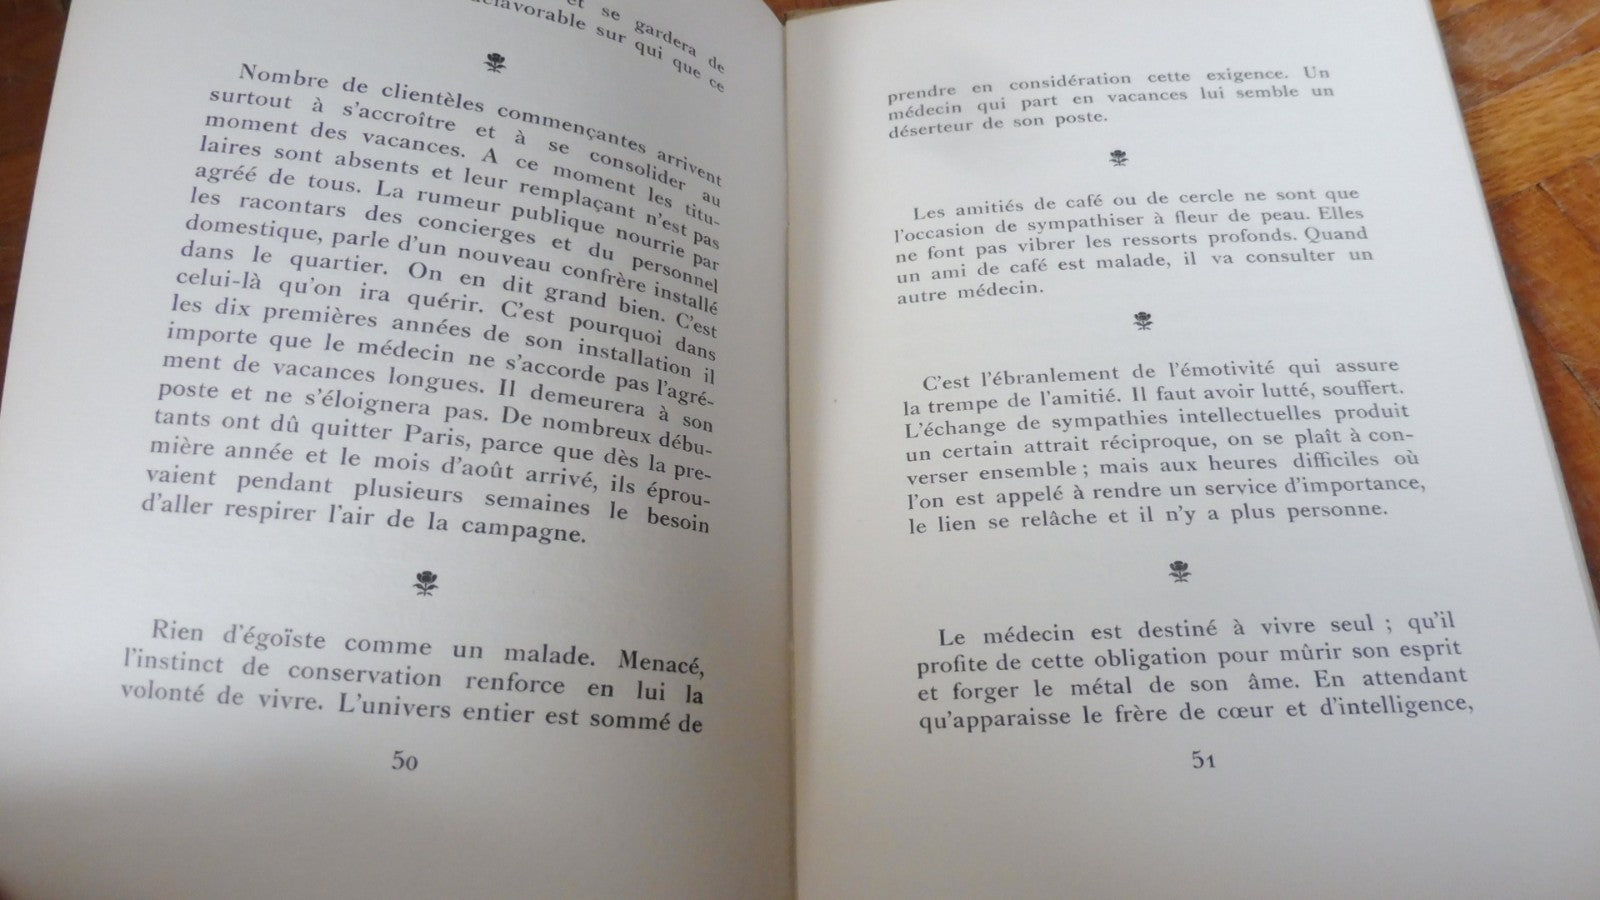 et se gardera de
défavorable sur qui que ce
Nombre de clientèles commençantes arrivent
surtout à s'accroître et à se consolider au
moment des vacances. A ce moment les titu-
laires sont absents et leur remplaçant n'est pas
agréé de tous. La rumeur publique nourrie par
les racontars des concierges et du personnel
domestique, parle d'un nouveau confrère installé
dans le quartier. On en dit grand bien. C'est
celui-là qu'on ira quérir. C'est pourquoi dans
les dix premières années de son installation il
importe que le médecin ne s'accorde pas l'agré-
ment de vacances longues. Il demeurera à son
poste et ne s'éloignera pas. De nombreux débu-
tants ont dû quitter Paris, parce que dès la pre-
mière année et le mois d'août arrivé, ils éprou-
vaient pendant plusieurs semaines le besoin
d'aller respirer l'air de la campagne.
Rien d'égoïste comme un malade. Menacé,
l'instinct de conservation renforce en lui la
volonté de vivre. L'univers entier est sommé de
50
prendre en considération cette exigence. Un
médecin qui part en vacances lui semble un
déserteur de son poste.
Les amitiés de café ou de cercle ne sont que
l'occasion de sympathiser à fleur de peau. Elles
ne font pas vibrer les ressorts profonds. Quand
un ami de café est malade, il va consulter un
autre médecin.
C'est l'ébranlement de l'émotivité qui assure
la trempe de l'amitié. Il faut avoir lutté, souffert.
L'échange de sympathies intellectuelles produit
un certain attrait réciproque, on se plaît à con-
verser ensemble ; mais aux heures difficiles où
l'on est appelé à rendre un service d'importance,
le lien se relâche et il n'y a plus personne.
Le médecin est destiné à vivre seul ; qu'il
profite de cette obligation pour mûrir son esprit
et forger le métal de son âme. En attendant
qu'apparaisse le frère de cœur et d'intelligence,
51